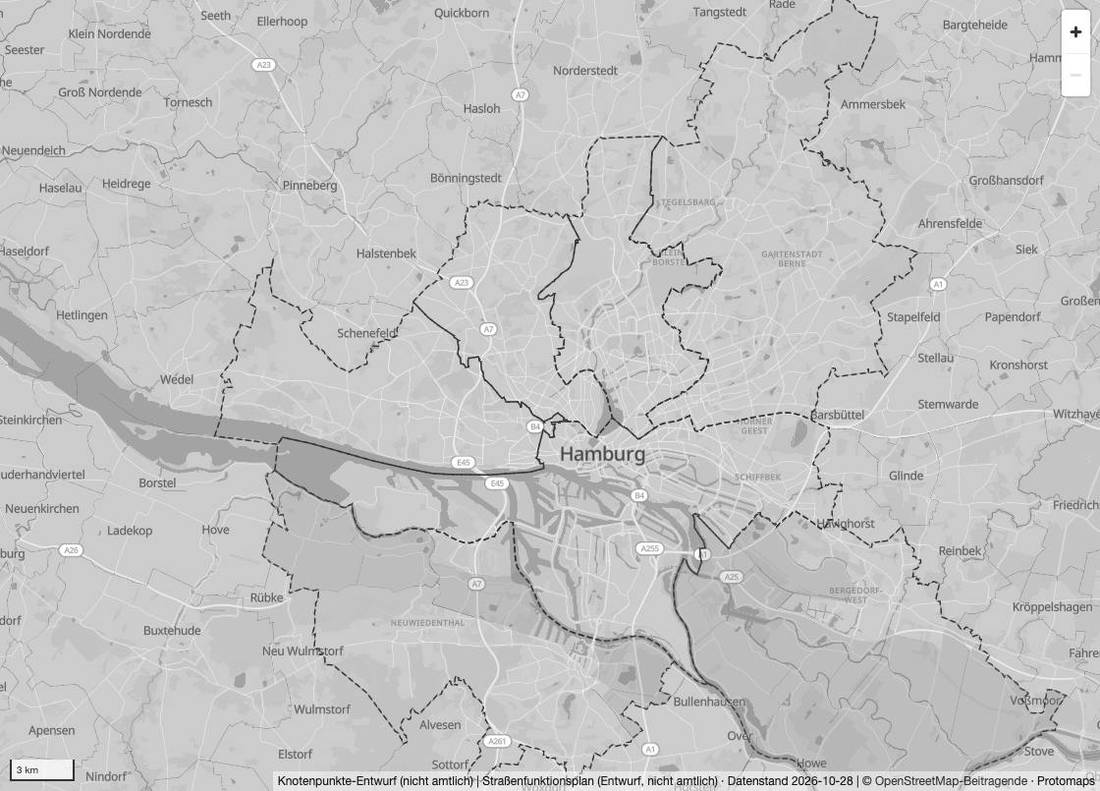 Seeth
Ellerhoop
Quickborn
Tangstedt
Rade
Klein Nordende
Bargteheide
Seester
A23
Norderstedt
Hamm
Groß Nordende
A7
Tornesch
Hasloh
Ammersbek
Neuendeich
Haselau
Heidrege
Pinneberg
Bönningstedt
Großhansdorf
TEGELSBARG
Ahrensfelde
Haseldorf
Halstenbek
KLEIN
BORSTEL
GARTENSTADT
BERNE
Siek
A23
A1
Großen
Hetlingen
Schenefeld
A7
Stapelfeld
Papendorf
Stellau
Kronshorst
Wedel
Stemwarde
Steinkirchen
B4
HORNER
GEEST
Barsbüttel
Witzhave
Hamburg
E45
uderhandviertel
Borstel
E45
SCHIFFBEK
Glinde
Neuenkirchen
B4
Friedrich
Ladekop
Hove
Havighorst
burg
A26
A255
A1
Reinbek
A7
A25
BERGEDORF-
WEST
Rübke
Kröppelshagen
dorf
Buxtehude
NEUWIEDENTHAL
Neu Wulmstorf
Fahre
Wulmstorf
Bullenhausen
Voßmoor
Apensen
Alvesen
Over
A261
A1
Elstorf
Stove
3 km
Nindorf
Sottorf
Howe
+
−
Knotenpunkte-Entwurf (nicht amtlich) | Straßenfunktionsplan (Entwurf, nicht amtlich) · Datenstand 2026-10-28 | © OpenStreetMap-Beitragende · Protomaps